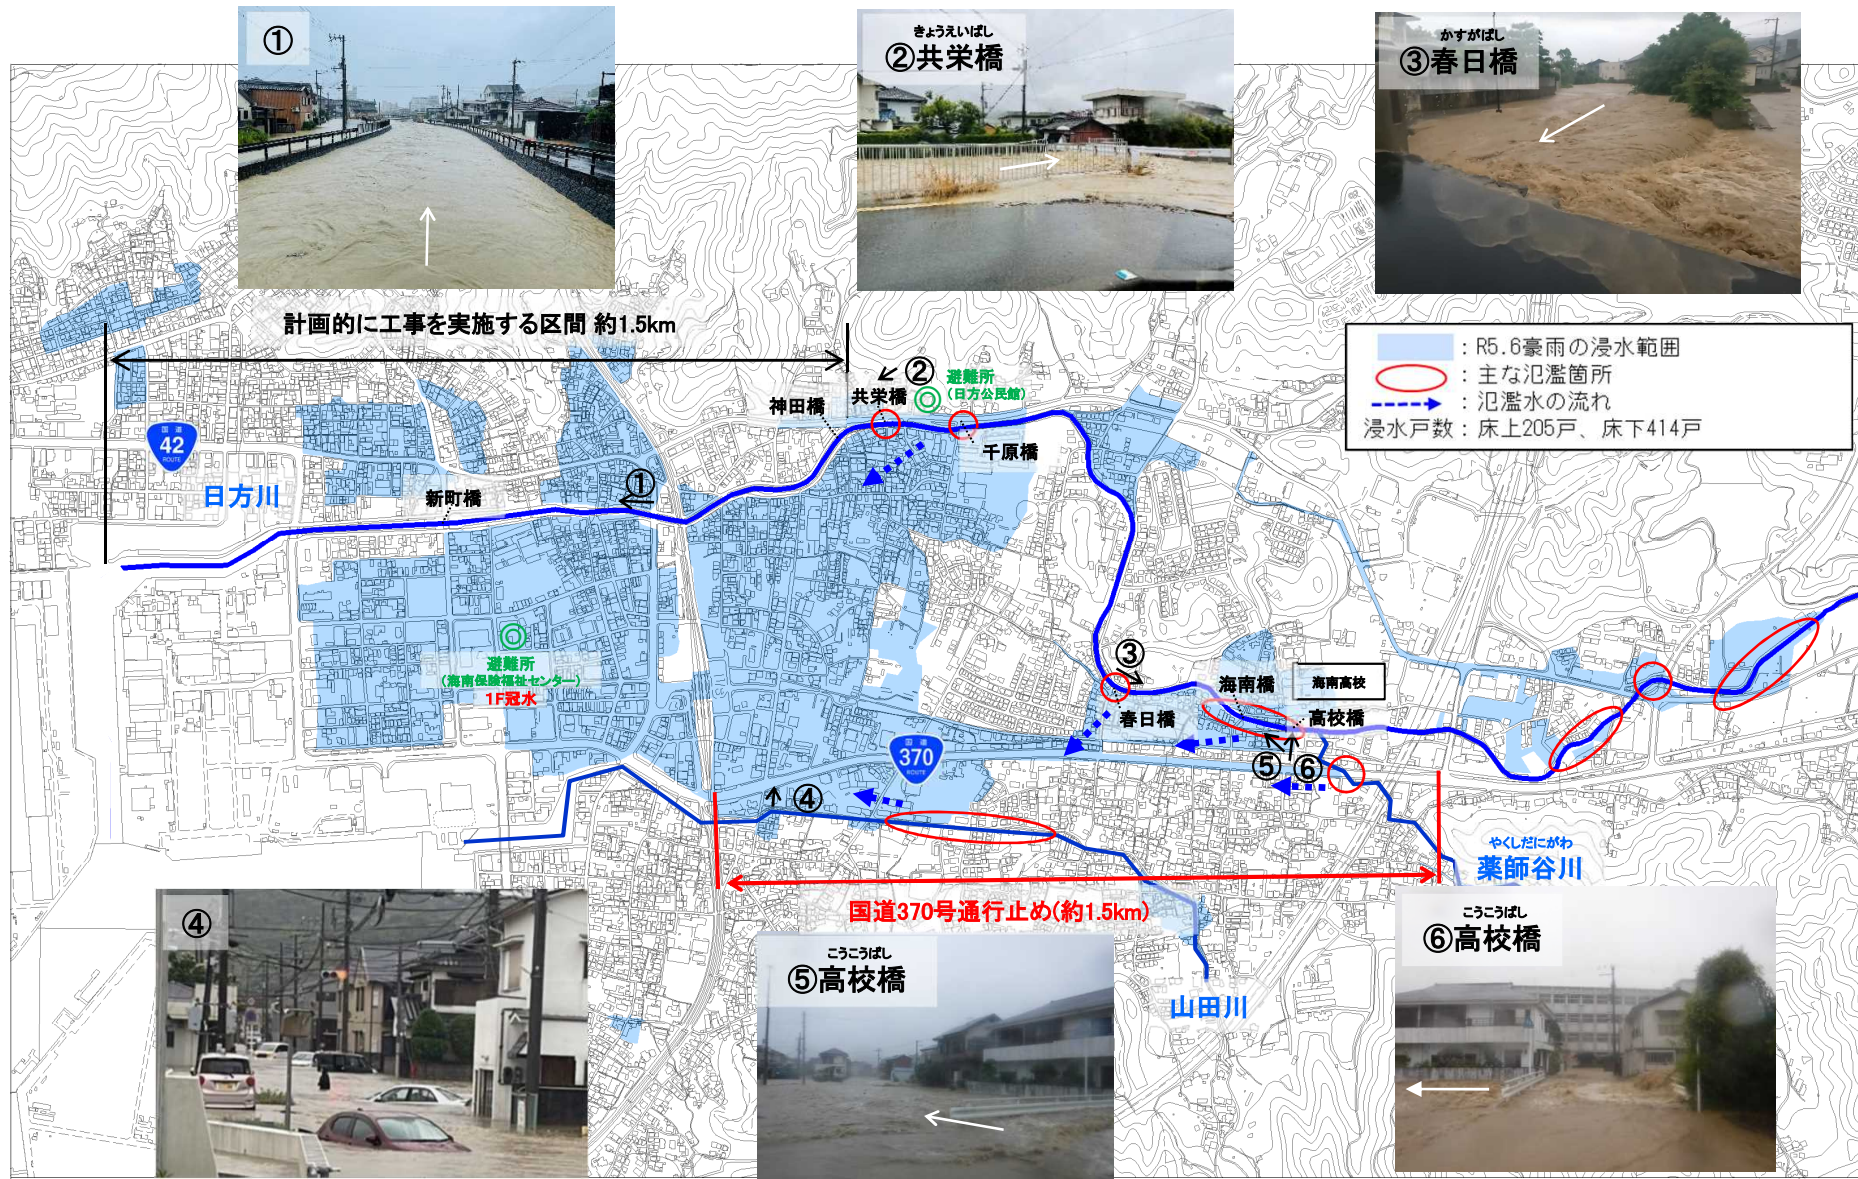 ①
きょうえいばし
②共栄橋
かすがばし
③春日橋
計画的に工事を実施する区間 約1.5km
：R5.6豪雨の浸水範囲
：主な氾濫箇所
：氾濫水の流れ
浸水戸数：床上205戸、床下414戸
②
避難所
(日方公民館)
共栄橋
神田橋
千原橋
国道
42
ROUTE
日方川
新町橋
①
避難所
(海南保険福祉センター)
1F冠水
③
海南橋
海南高校
春日橋
高校橋
国道
370
ROUTE
⑤
⑥
④
やくしだにがわ
薬師谷川
国道370号通行止め(約1.5km)
山田川
④
こうこうばし
⑤高校橋
こうこうばし
⑥高校橋